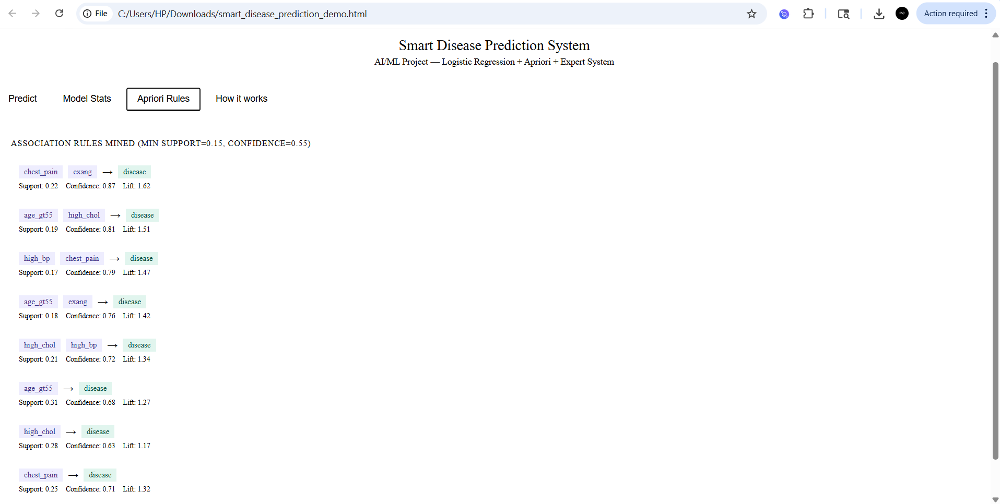 File C:/Users/HP/Downloads/smart_disease_prediction_demo.html Action required
Smart Disease Prediction System
AI/ML Project — Logistic Regression + Apriori + Expert System
Predict Model Stats Apriori Rules How it works
ASSOCIATION RULES MINED (MIN SUPPORT=0.15, CONFIDENCE=0.55)
chest_pain exang → disease
Support: 0.22 Confidence: 0.87 Lift: 1.62
age_gt55 high_chol → disease
Support: 0.19 Confidence: 0.81 Lift: 1.51
high_bp chest_pain → disease
Support: 0.17 Confidence: 0.79 Lift: 1.47
age_gt55 exang → disease
Support: 0.18 Confidence: 0.76 Lift: 1.42
high_chol high_bp → disease
Support: 0.21 Confidence: 0.72 Lift: 1.34
age_gt55 → disease
Support: 0.31 Confidence: 0.68 Lift: 1.27
high_chol → disease
Support: 0.28 Confidence: 0.63 Lift: 1.17
chest_pain → disease
Support: 0.25 Confidence: 0.71 Lift: 1.32